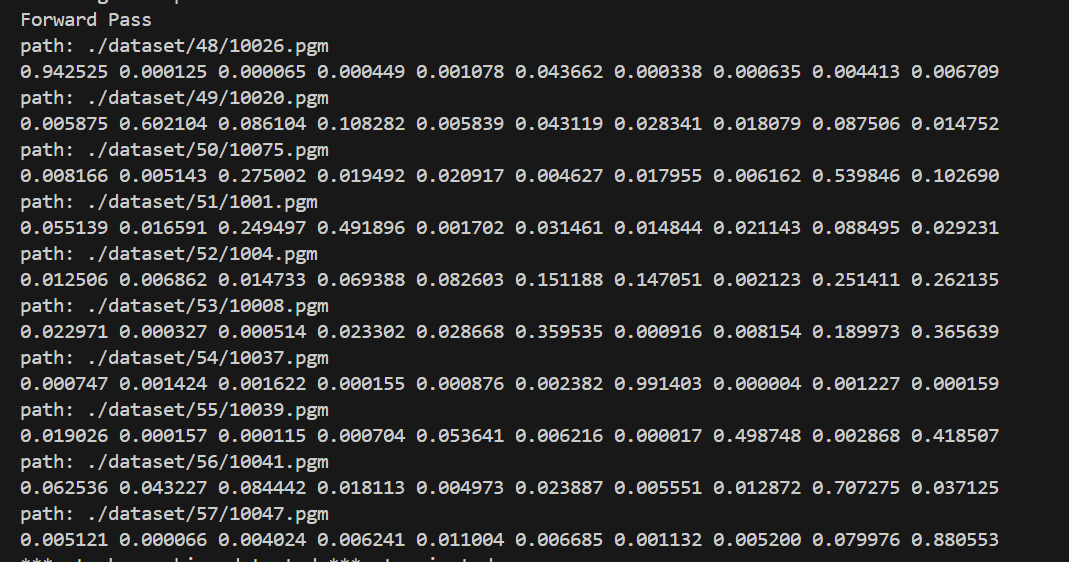 Forward Pass
path: ./dataset/48/10026.pgm
0.942525 0.000125 0.000065 0.000449 0.001078 0.043662 0.000338 0.000635 0.004413 0.006709
path: ./dataset/49/10020.pgm
0.005875 0.602104 0.086104 0.108282 0.005839 0.043119 0.028341 0.018079 0.087506 0.014752
path: ./dataset/50/10075.pgm
0.008166 0.005143 0.275002 0.019492 0.020917 0.004627 0.017955 0.006162 0.539846 0.102690
path: ./dataset/51/1001.pgm
0.055139 0.016591 0.249497 0.491896 0.001702 0.031461 0.014844 0.021143 0.088495 0.029231
path: ./dataset/52/1004.pgm
0.012506 0.006862 0.014733 0.069388 0.082603 0.151188 0.147051 0.002123 0.251411 0.262135
path: ./dataset/53/10008.pgm
0.022971 0.000327 0.000514 0.023302 0.028668 0.359535 0.000916 0.008154 0.189973 0.365639
path: ./dataset/54/10037.pgm
0.000747 0.001424 0.001622 0.000155 0.000876 0.002382 0.991403 0.000004 0.001227 0.000159
path: ./dataset/55/10039.pgm
0.019026 0.000157 0.000115 0.000704 0.053641 0.006216 0.000017 0.498748 0.002868 0.418507
path: ./dataset/56/10041.pgm
0.062536 0.043227 0.084442 0.018113 0.004973 0.023887 0.005551 0.012872 0.707275 0.037125
path: ./dataset/57/10047.pgm
0.005121 0.000066 0.004024 0.006241 0.011004 0.006685 0.001132 0.005200 0.079976 0.880553